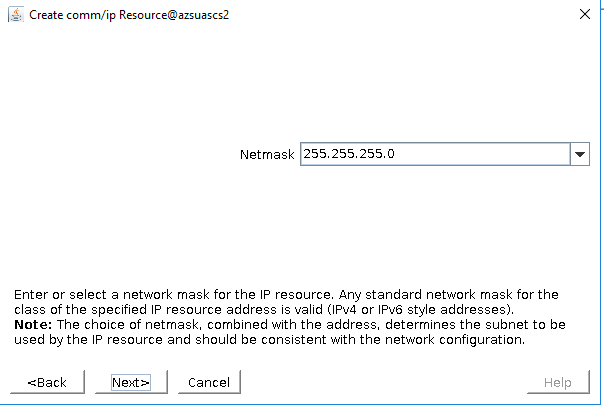 Create comm/ip Resource@azsuascs2
Netmask 255.255.255.0
Enter or select a network mask for the IP resource. Any standard network mask for the
class of the specified IP resource address is valid (IPv4 or IPv6 style addresses).
Note: The choice of netmask, combined with the address, determines the subnet to be
used by the IP resource and should be consistent with the network configuration.
<Back Next> Cancel Help